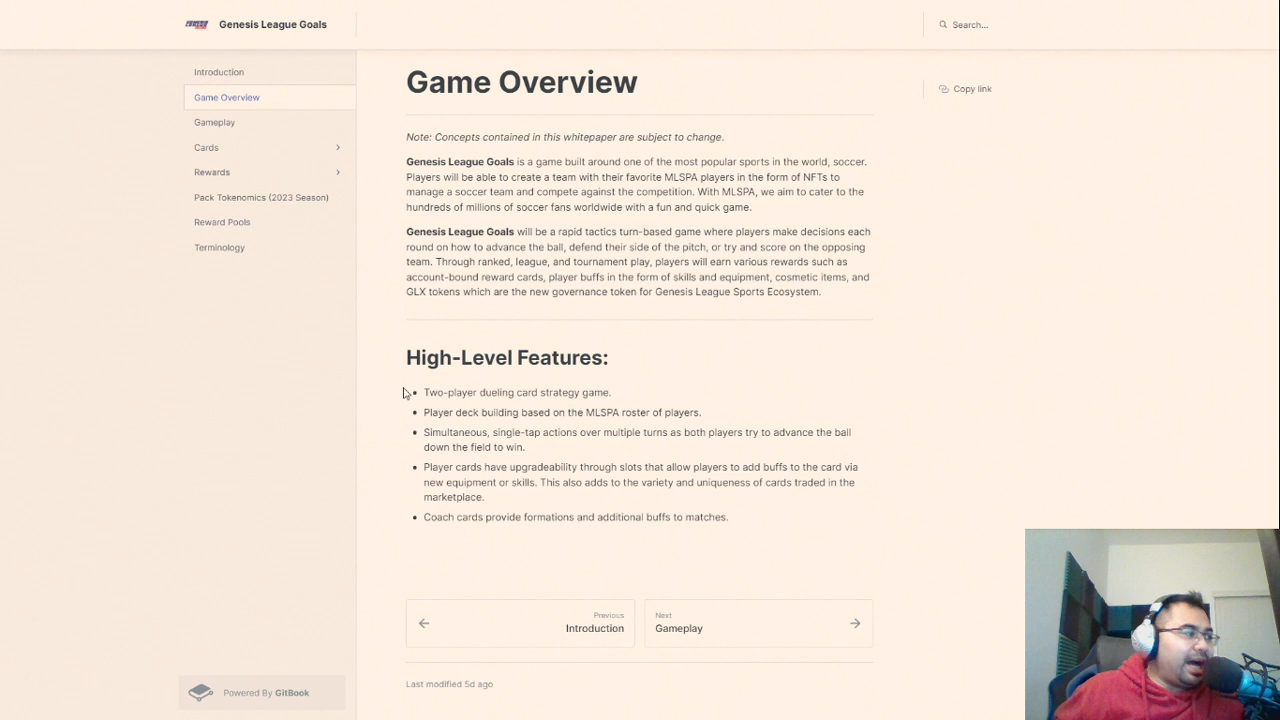 Genesis League Goals
Search...
Introduction
Game Overview
Gameplay
Cards
Rewards
Pack Tokenomics (2023 Season)
Reward Pools
Terminology
Powered By GitBook
Game Overview
Copy link
Note: Concepts contained in this whitepaper are subject to change.
Genesis League Goals is a game built around one of the most popular sports in the world, soccer.
Players will be able to create a team with their favorite MLSPA players in the form of NFTs to
manage a soccer team and compete against the competition. With MLSPA, we aim to cater to the
hundreds of millions of soccer fans worldwide with a fun and quick game.
Genesis League Goals will be a rapid tactics turn-based game where players make decisions each
round on how to advance the ball, defend their side of the pitch, or try and score on the opposing
team. Through ranked, league, and tournament play, players will earn various rewards such as
account-bound reward cards, player buffs in the form of skills and equipment, cosmetic items, and
GLX tokens which are the new governance token for Genesis League Sports Ecosystem.
High-Level Features:
• Two-player dueling card strategy game.
• Player deck building based on the MLSPA roster of players.
• Simultaneous, single-tap actions over multiple turns as both players try to advance the ball
down the field to win.
• Player cards have upgradeability through slots that allow players to add buffs to the card via
new equipment or skills. This also adds to the variety and uniqueness of cards traded in the
marketplace.
• Coach cards provide formations and additional buffs to matches.
Previous
Introduction
Next
Gameplay
Last modified 5d ago